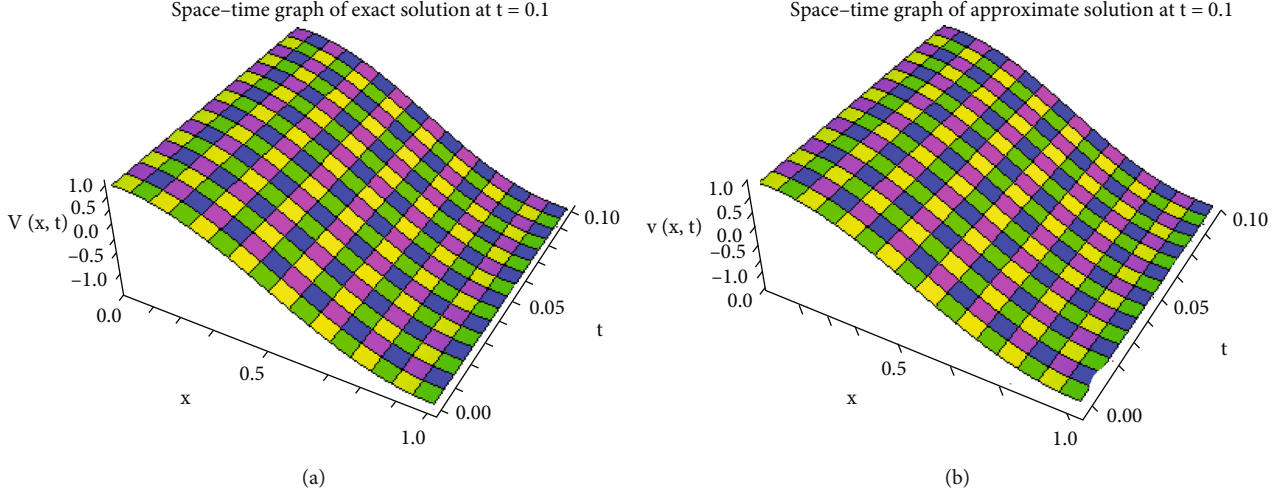 Space–time graph of exact solution at t = 0.1
1.0
0.5
V (x, t)
0.0
−0.5
−1.0
0.0
0.5
x
1.0
0.00
0.05
t
0.10
(a)
Space–time graph of approximate solution at t = 0.1
1.0
0.5
v (x, t)
0.0
−0.5
−1.0
0.0
0.5
x
1.0
0.00
0.05
t
0.10
(b)